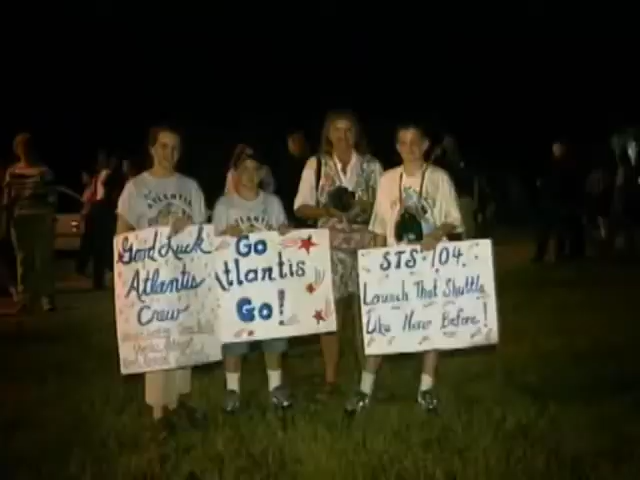 Good Luck
Atlantis
Crew
Go
Atlantis
Go!
STS-104
Launch That Shuttle
Like Never Before!